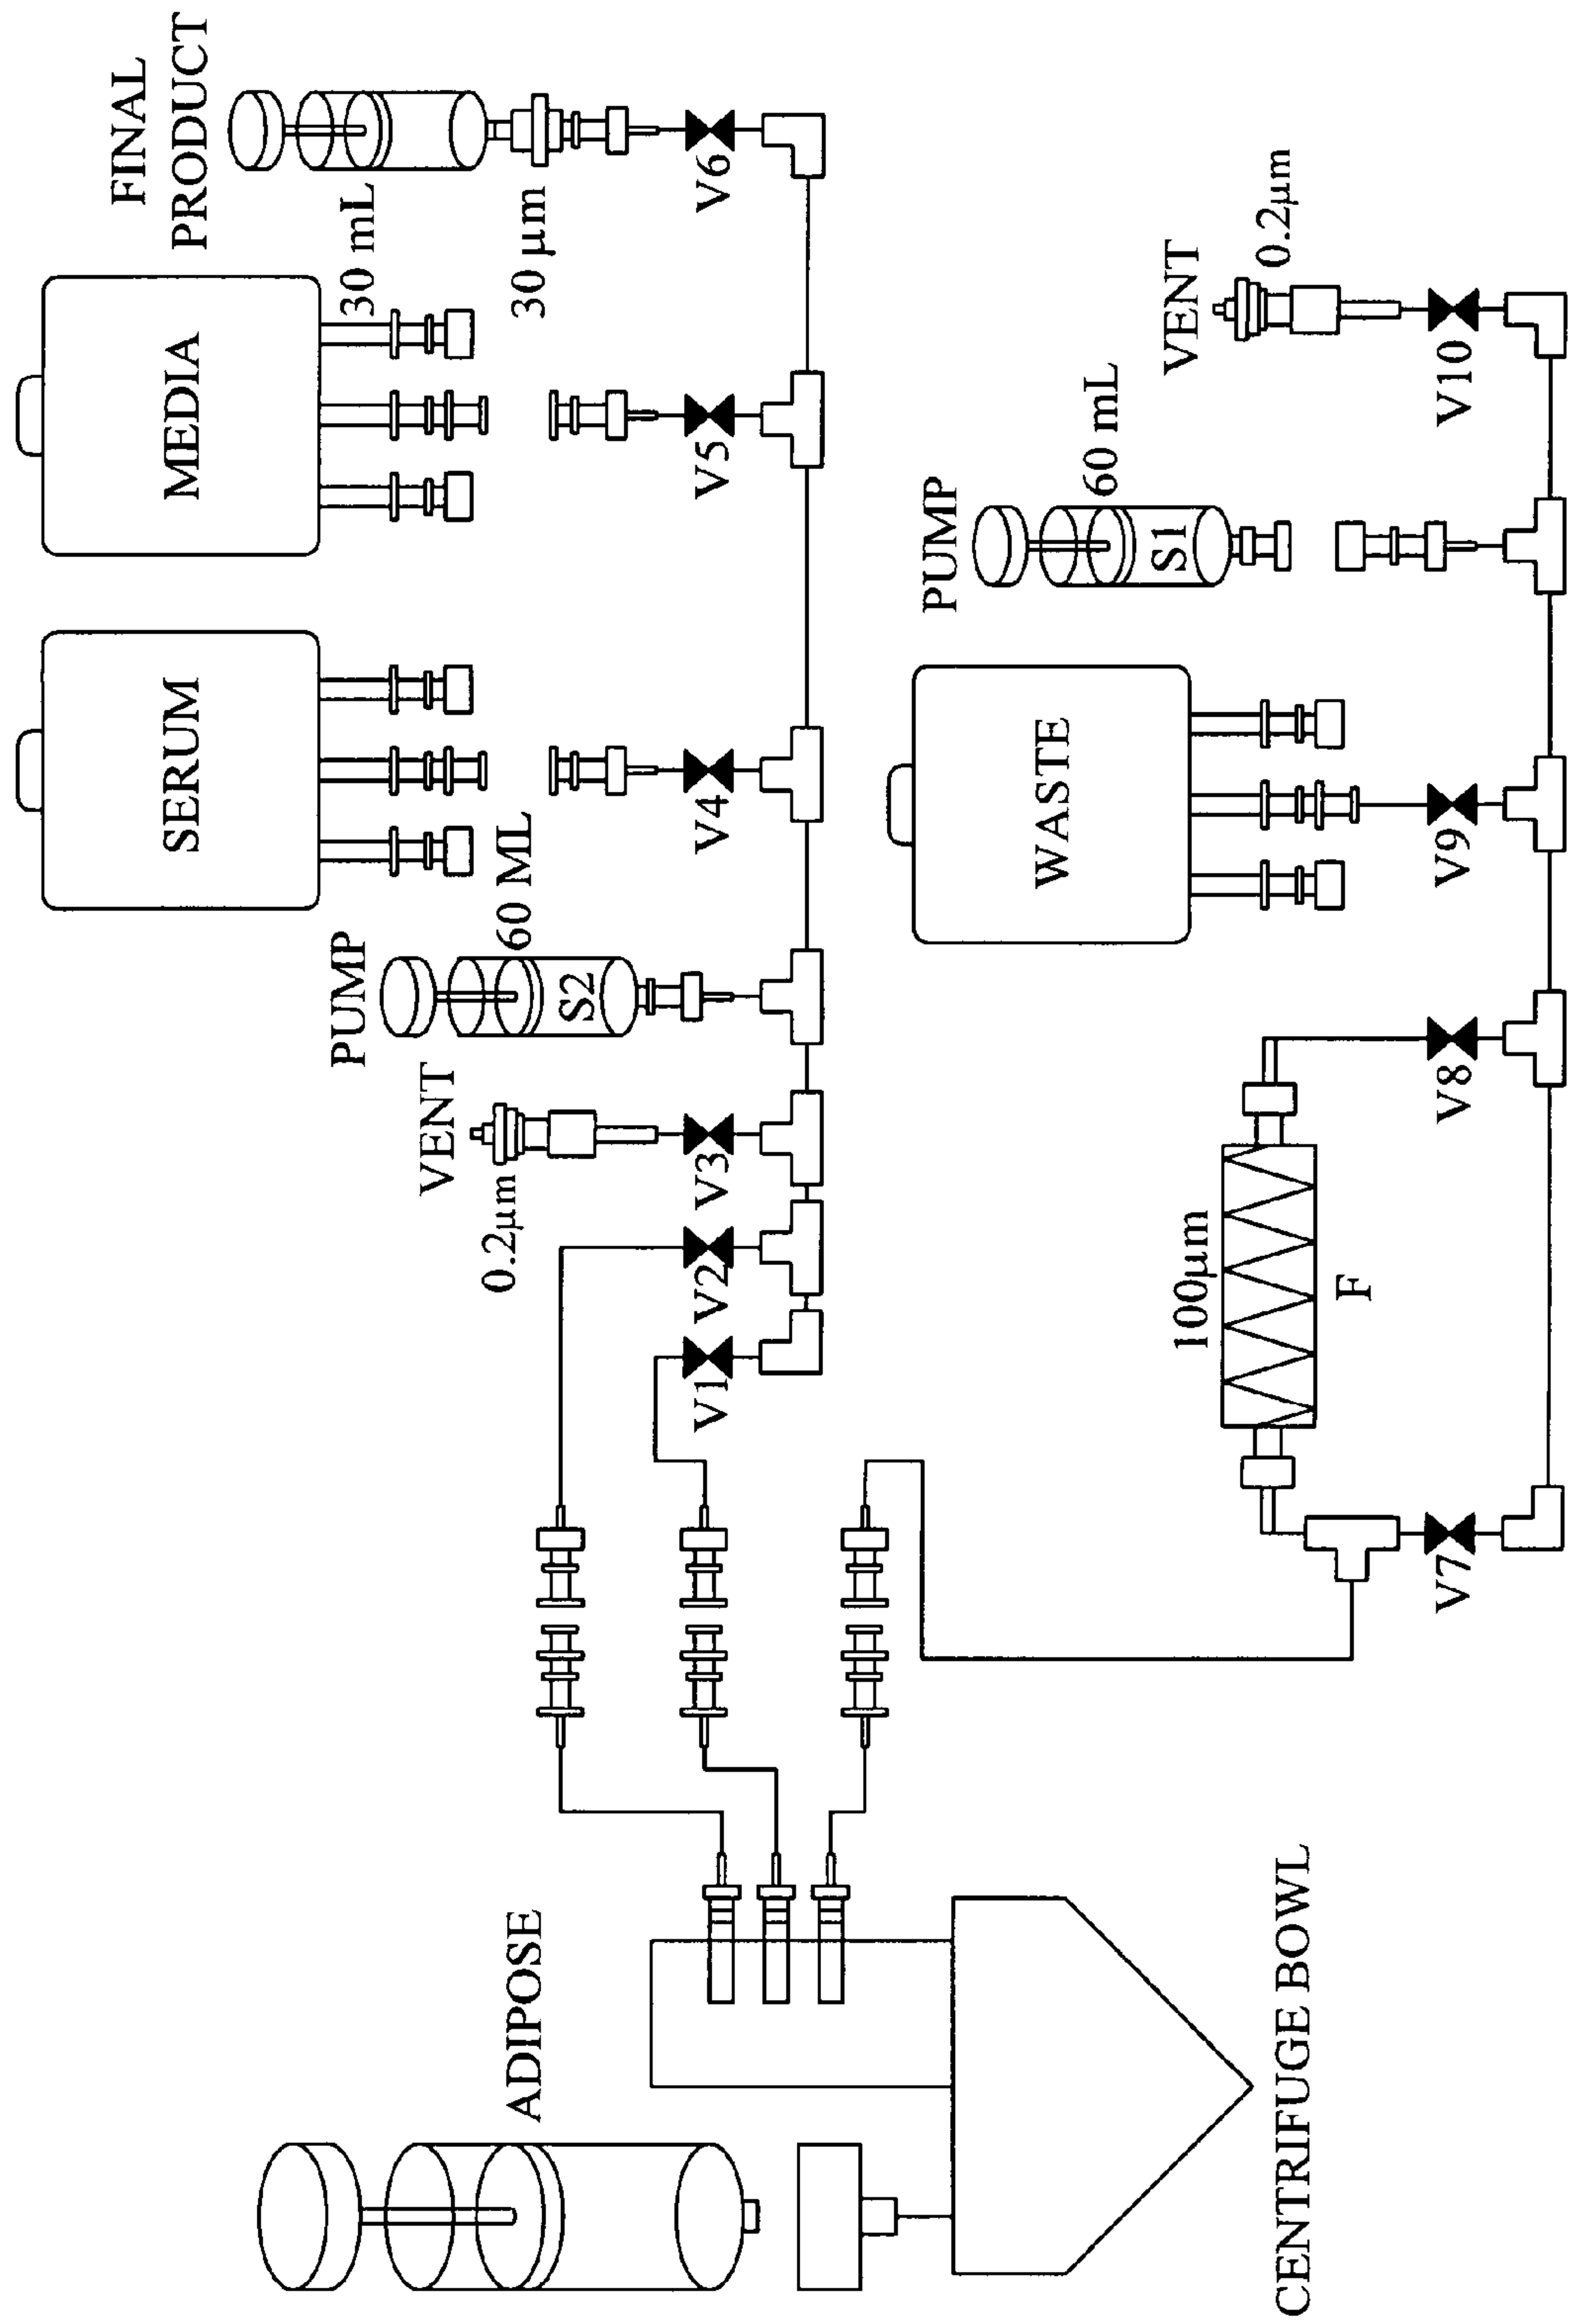 FINAL
PRODUCT
30 mL
30 μm
V6
MEDIA
V5
SERUM
V4
PUMP
60 ML
S2
VENT
0.2μm
V3
V2
V1
VENT
0.2μm
V10
PUMP
60 mL
S1
WASTE
V9
V8
100μm
F
V7
ADIPOSE
CENTRIFUGE BOWL